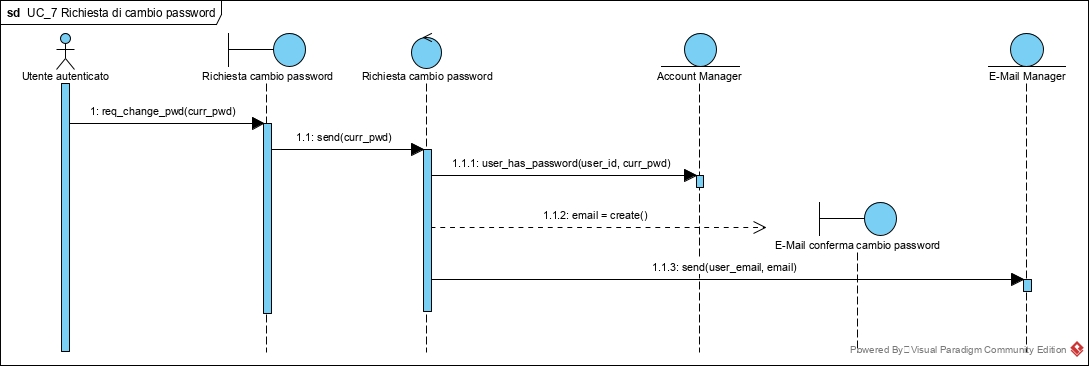 sd UC_7 Richiesta di cambio password
Utente autenticato
Richiesta cambio password
Richiesta cambio password
Account Manager
E-Mail Manager
1: req_change_pwd(curr_pwd)
1.1: send(curr_pwd)
1.1.1: user_has_password(user_id, curr_pwd)
1.1.2: email = create()
E-Mail conferma cambio password
1.1.3: send(user_email, email)
Powered By Visual Paradigm Community Edition